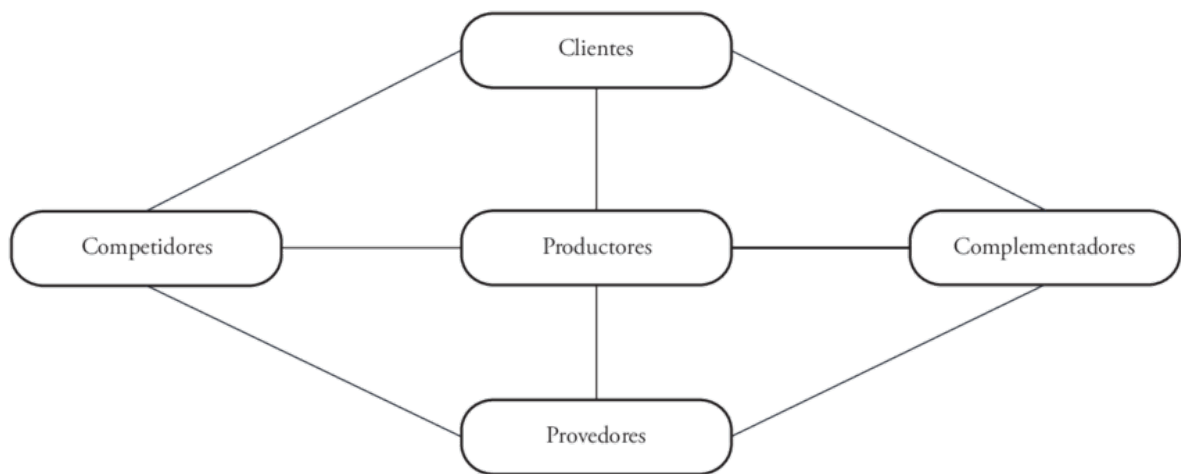 Clientes
Competidores
Productores
Complementadores
Provedores